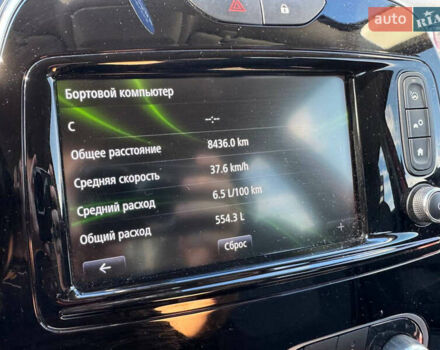 auto RIA
Бортовой компьютер
С --:--
Общее расстояние 8436.0 km
Средняя скорость 37.6 km/h
Средний расход 6.5 L/100 km
Общий расход 554.3 L
Сброс